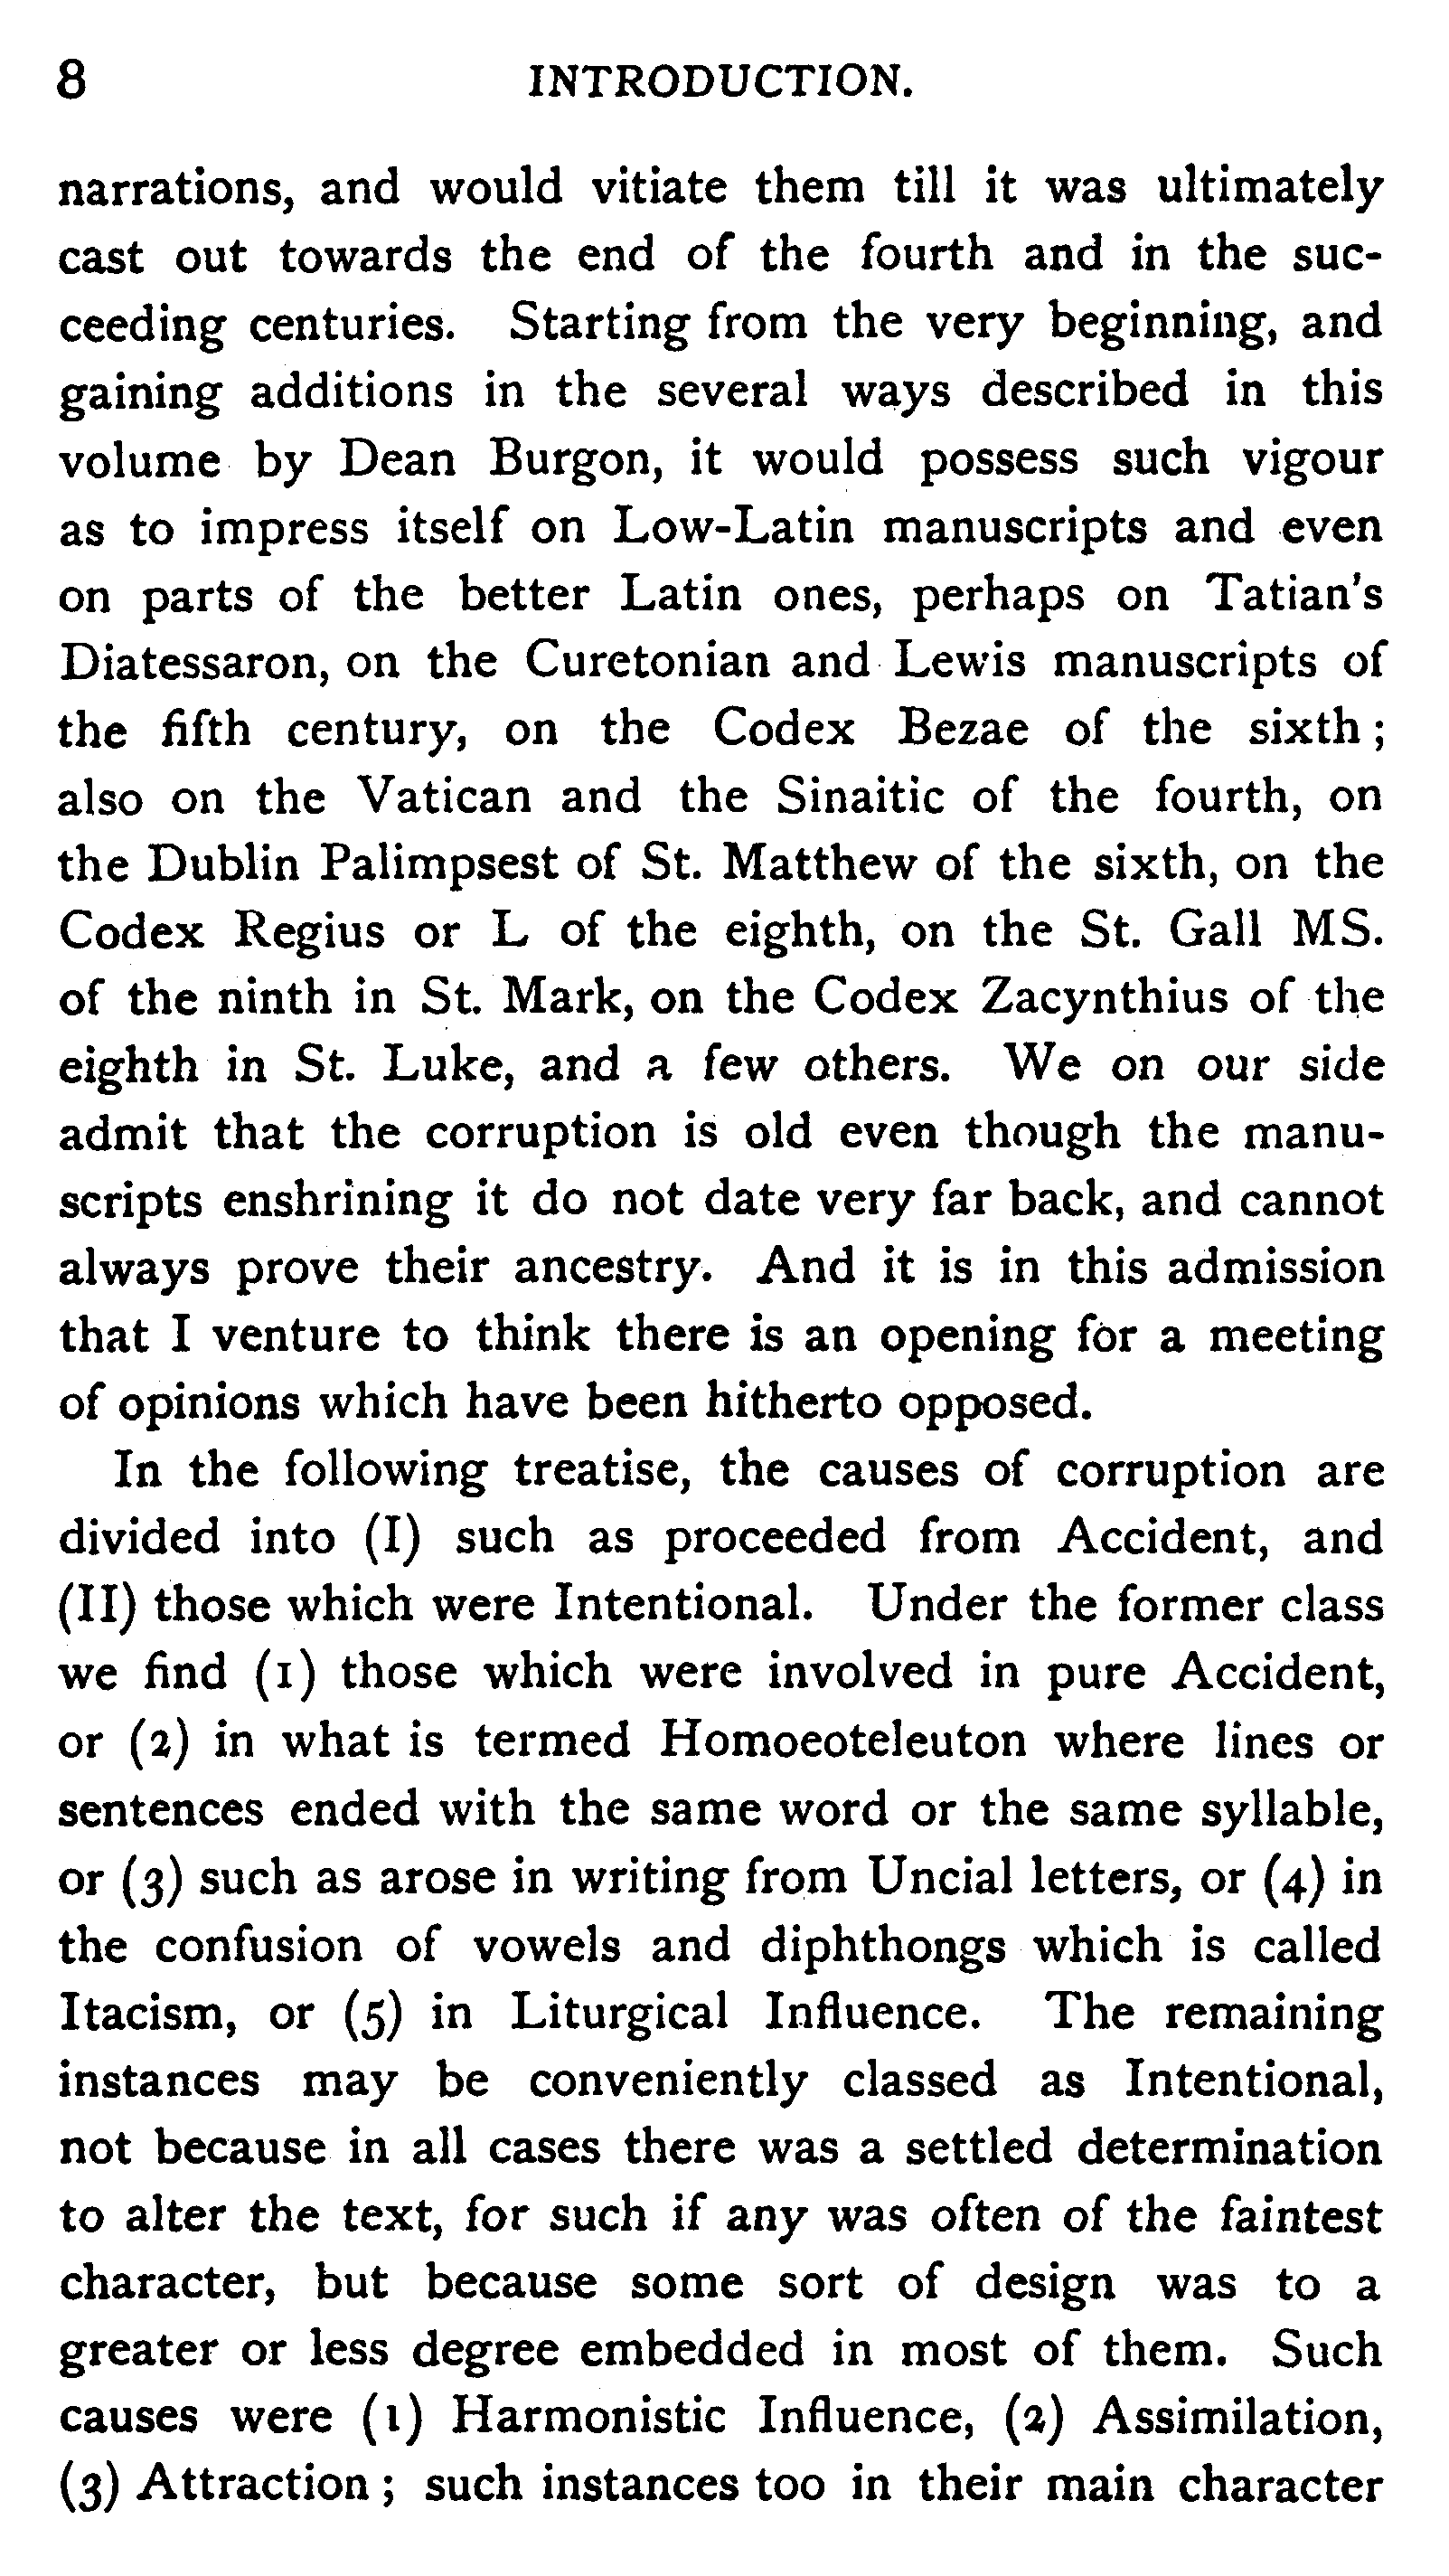 8 INTRODUCTION.
narrations, and would vitiate them till it was ultimately
cast out towards the end of the fourth and in the suc-
ceeding centuries. Starting from the very beginning, and
gaining additions in the several ways described in this
volume by Dean Burgon, it would possess such vigour
as to impress itself on Low-Latin manuscripts and even
on parts of the better Latin ones, perhaps on Tatian's
Diatessaron, on the Curetonian and Lewis manuscripts of
the fifth century, on the Codex Bezae of the sixth ;
also on the Vatican and the Sinaitic of the fourth, on
the Dublin Palimpsest of St. Matthew of the sixth, on the
Codex Regius or L of the eighth, on the St. Gall MS.
of the ninth in St. Mark, on the Codex Zacynthius of the
eighth in St. Luke, and a few others. We on our side
admit that the corruption is old even though the manu-
scripts enshrining it do not date very far back, and cannot
always prove their ancestry. And it is in this admission
that I venture to think there is an opening for a meeting
of opinions which have been hitherto opposed.
In the following treatise, the causes of corruption are
divided into (I) such as proceeded from Accident, and
(II) those which were Intentional. Under the former class
we find (1) those which were involved in pure Accident,
or (2) in what is termed Homoeoteleuton where lines or
sentences ended with the same word or the same syllable,
or (3) such as arose in writing from Uncial letters, or (4) in
the confusion of vowels and diphthongs which is called
Itacism, or (5) in Liturgical Influence. The remaining
instances may be conveniently classed as Intentional,
not because in all cases there was a settled determination
to alter the text, for such if any was often of the faintest
character, but because some sort of design was to a
greater or less degree embedded in most of them. Such
causes were (1) Harmonistic Influence, (2) Assimilation,
(3) Attraction ; such instances too in their main character